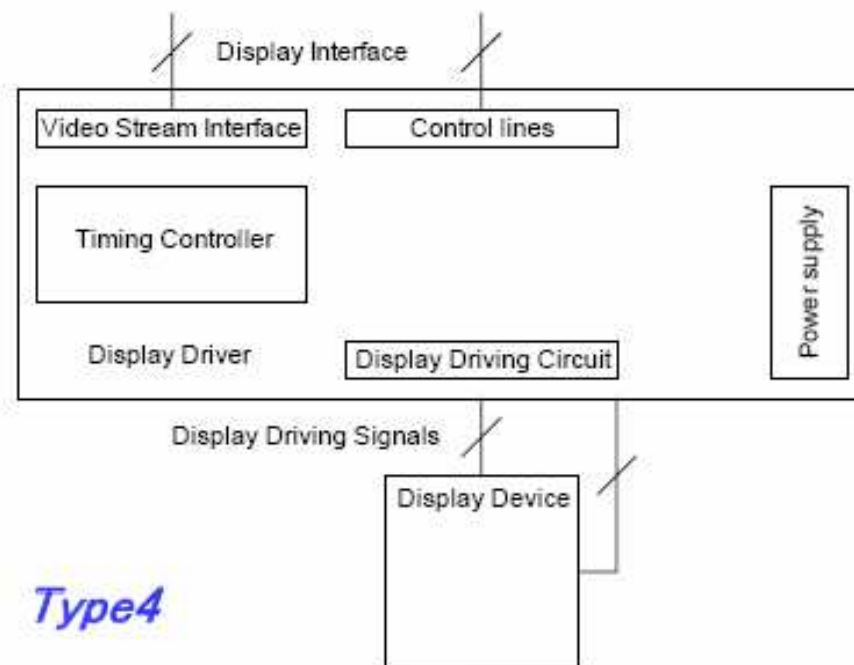 Display Interface
Video Stream Interface
Control lines
Timing Controller
Power supply
Display Driver
Display Driving Circuit
Display Driving Signals
Display Device
Type4